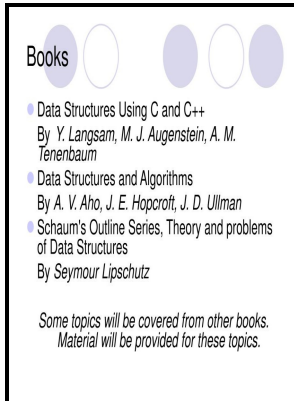 Books
Data Structures Using C and C++
By Y. Langsam, M. J. Augenstein, A. M.
Tenenbaum
Data Structures and Algorithms
By A. V. Aho, J. E. Hopcroft, J. D. Ullman
Schaum's Outline Series, Theory and problems
of Data Structures
By Seymour Lipschutz
Some topics will be covered from other books.
Material will be provided for these topics.